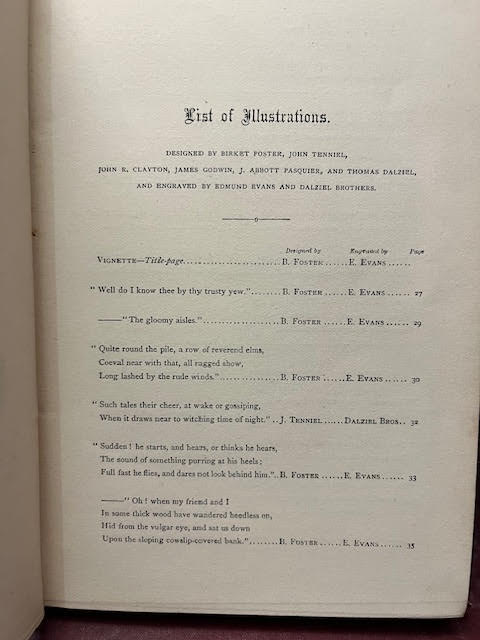 List of Illustrations.
DESIGNED BY BIRKET FOSTER, JOHN TENNIEL,
JOHN R. CLAYTON, JAMES GODWIN, J. ABBOTT PASQUIER, AND THOMAS DALZIEL,
AND ENGRAVED BY EDMUND EVANS AND DALZIEL BROTHERS.
Designed by Engraved by Page
VIGNETTE—Title-page........................... B. FOSTER......E. EVANS......
"Well do I know thee by thy trusty yew."........B. FOSTER......E. EVANS...... 27
——"The gloomy aisles."......................B. FOSTER......E. EVANS...... 29
"Quite round the pile, a row of reverend elms,
Coeval near with that, all ragged show,
Long lashed by the rude winds."..................B. FOSTER......E. EVANS...... 30
"Such tales their cheer, at wake or gossiping,
When it draws near to witching time of night."..J. TENNIEL......DALZIEL BROS.. 32
"Sudden! he starts, and hears, or thinks he hears,
The sound of something purring at his heels;
Full fast he flies, and dares not look behind him."..B. FOSTER......E. EVANS...... 33
——"Oh! when my friend and I
In some thick wood have wandered heedless on,
Hid from the vulgar eye, and sat us down
Upon the sloping cowslip-covered bank."........B. FOSTER......E. EVANS...... 35